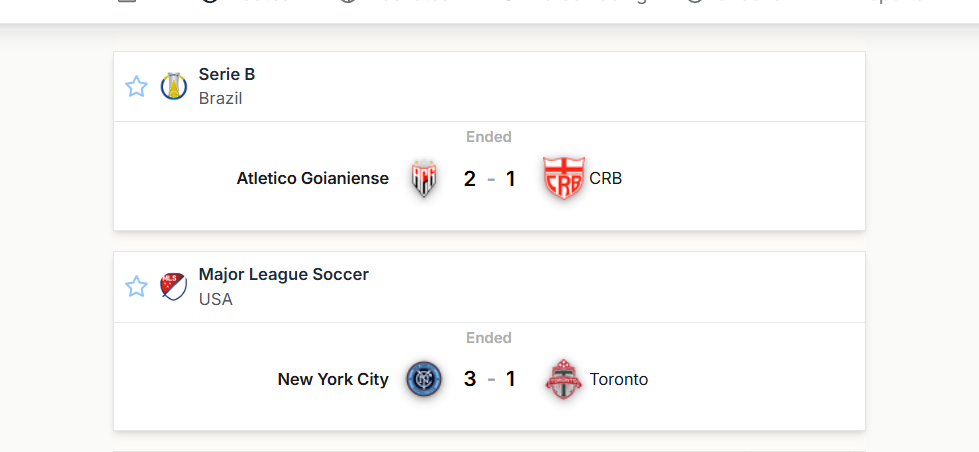 Serie B
Brazil
Ended
Atletico Goianiense 2 - 1 CRB
Major League Soccer
USA
Ended
New York City 3 - 1 Toronto